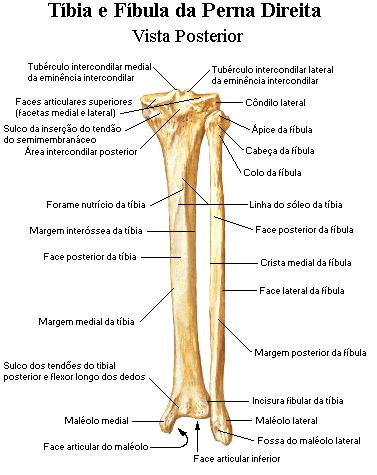 Tíbia e Fíbula da Perna Direita
Vista Posterior
Tubérculo intercondilar medial
da eminência intercondilar
Tubérculo intercondilar lateral
da eminência intercondilar
Faces articulares superiores
(facetas medial e lateral)
Côndilo lateral
Sulco da inserção do tendão
do semimembranáceo
Ápice da fíbula
Área intercondilar posterior
Cabeça da fíbula
Colo da fíbula
Forame nutrício da tíbia
Linha do sóleo da tíbia
Margem interóssea da tíbia
Face posterior da fíbula
Face posterior da tíbia
Crista medial da fíbula
Face lateral da fíbula
Margem medial da tíbia
Margem posterior da fíbula
Sulco dos tendões do tibial
posterior e flexor longo dos dedos
Incisura fibular da tíbia
Maléolo medial
Maléolo lateral
Face articular do maléolo
Fossa do maléolo lateral
Face articular inferior